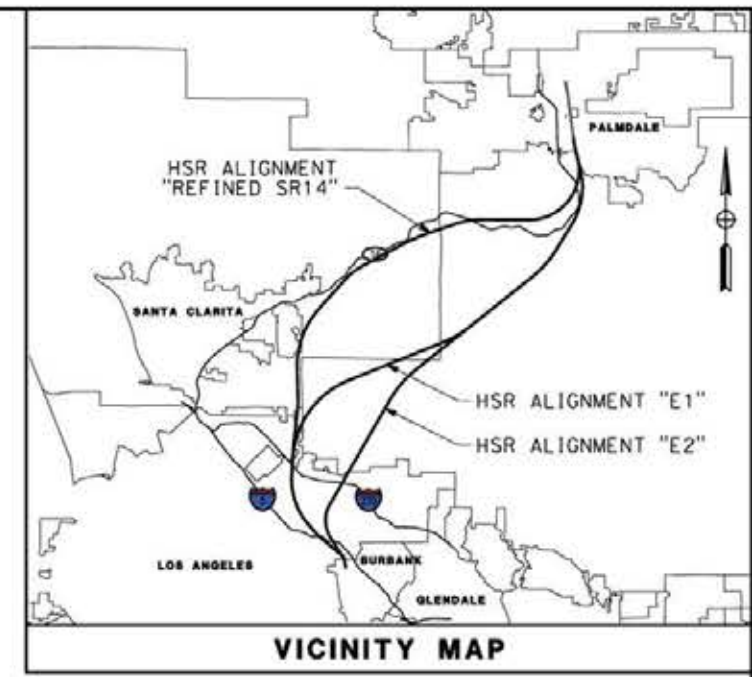 PALMDALE
HSR ALIGNMENT
"REFINED SR14"
SANTA CLARITA
HSR ALIGNMENT "E1"
HSR ALIGNMENT "E2"
5
LOS ANGELES
BURBANK
GLENDALE
VICINITY MAP